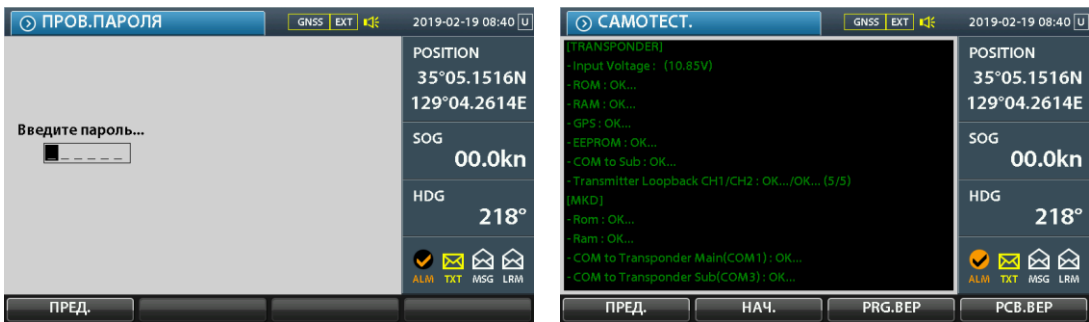 ПРОВ.ПАРОЛЯ
GNSS EXT
2019-02-19 08:40 U
Введите пароль...
POSITION
35°05.1516N
129°04.2614E
SOG
00.0kn
HDG
218°
ALM TXT MSG LRM
ПРЕД.
САМОТЕСТ.
GNSS EXT
2019-02-19 08:40 U
[TRANSPONDER]
-Input Voltage : (10.85V)
-ROM : OK...
-RAM : OK...
-GPS : OK...
-EEPROM : OK...
-COM to Sub : OK...
-Transmitter Loopback CH1/CH2 : OK.../OK... (5/5)
[MKD]
-Rom : OK...
-Ram : OK...
-COM to Transponder Main(COM1) : OK...
-COM to Transponder Sub(COM3) : OK...
POSITION
35°05.1516N
129°04.2614E
SOG
00.0kn
HDG
218°
ALM TXT MSG LRM
ПРЕД. НАЧ. PRG.ВЕР PCB.ВЕР